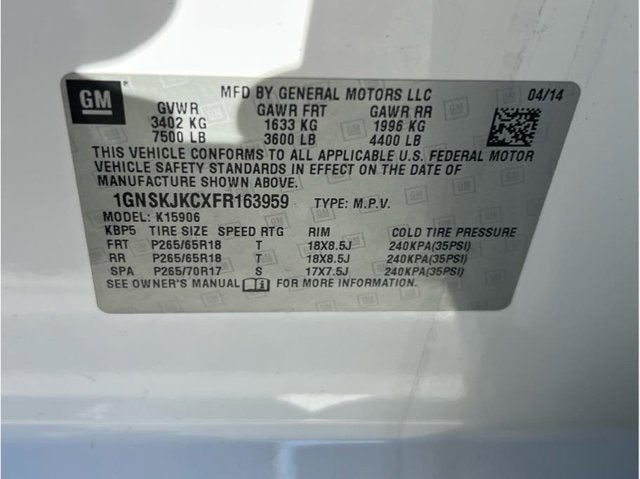 GM MFD BY GENERAL MOTORS LLC 04/14
GVWR GAWR FRT GAWR RR
3402 KG 1633 KG 1996 KG
7500 LB 3600 LB 4400 LB
THIS VEHICLE CONFORMS TO ALL APPLICABLE U.S. FEDERAL MOTOR
VEHICLE SAFETY STANDARDS IN EFFECT ON THE DATE OF
MANUFACTURE SHOWN ABOVE.
1GNSKJKCXFR163959 TYPE: M.P.V.
MODEL: K15906
KBP5 TIRE SIZE SPEED RTG RIM COLD TIRE PRESSURE
FRT P265/65R18 T 18X8.5J 240KPA(35PSI)
RR P265/65R18 T 18X8.5J 240KPA(35PSI)
SPA P265/70R17 S 17X7.5J 240KPA(35PSI)
SEE OWNER'S MANUAL FOR MORE INFORMATION.